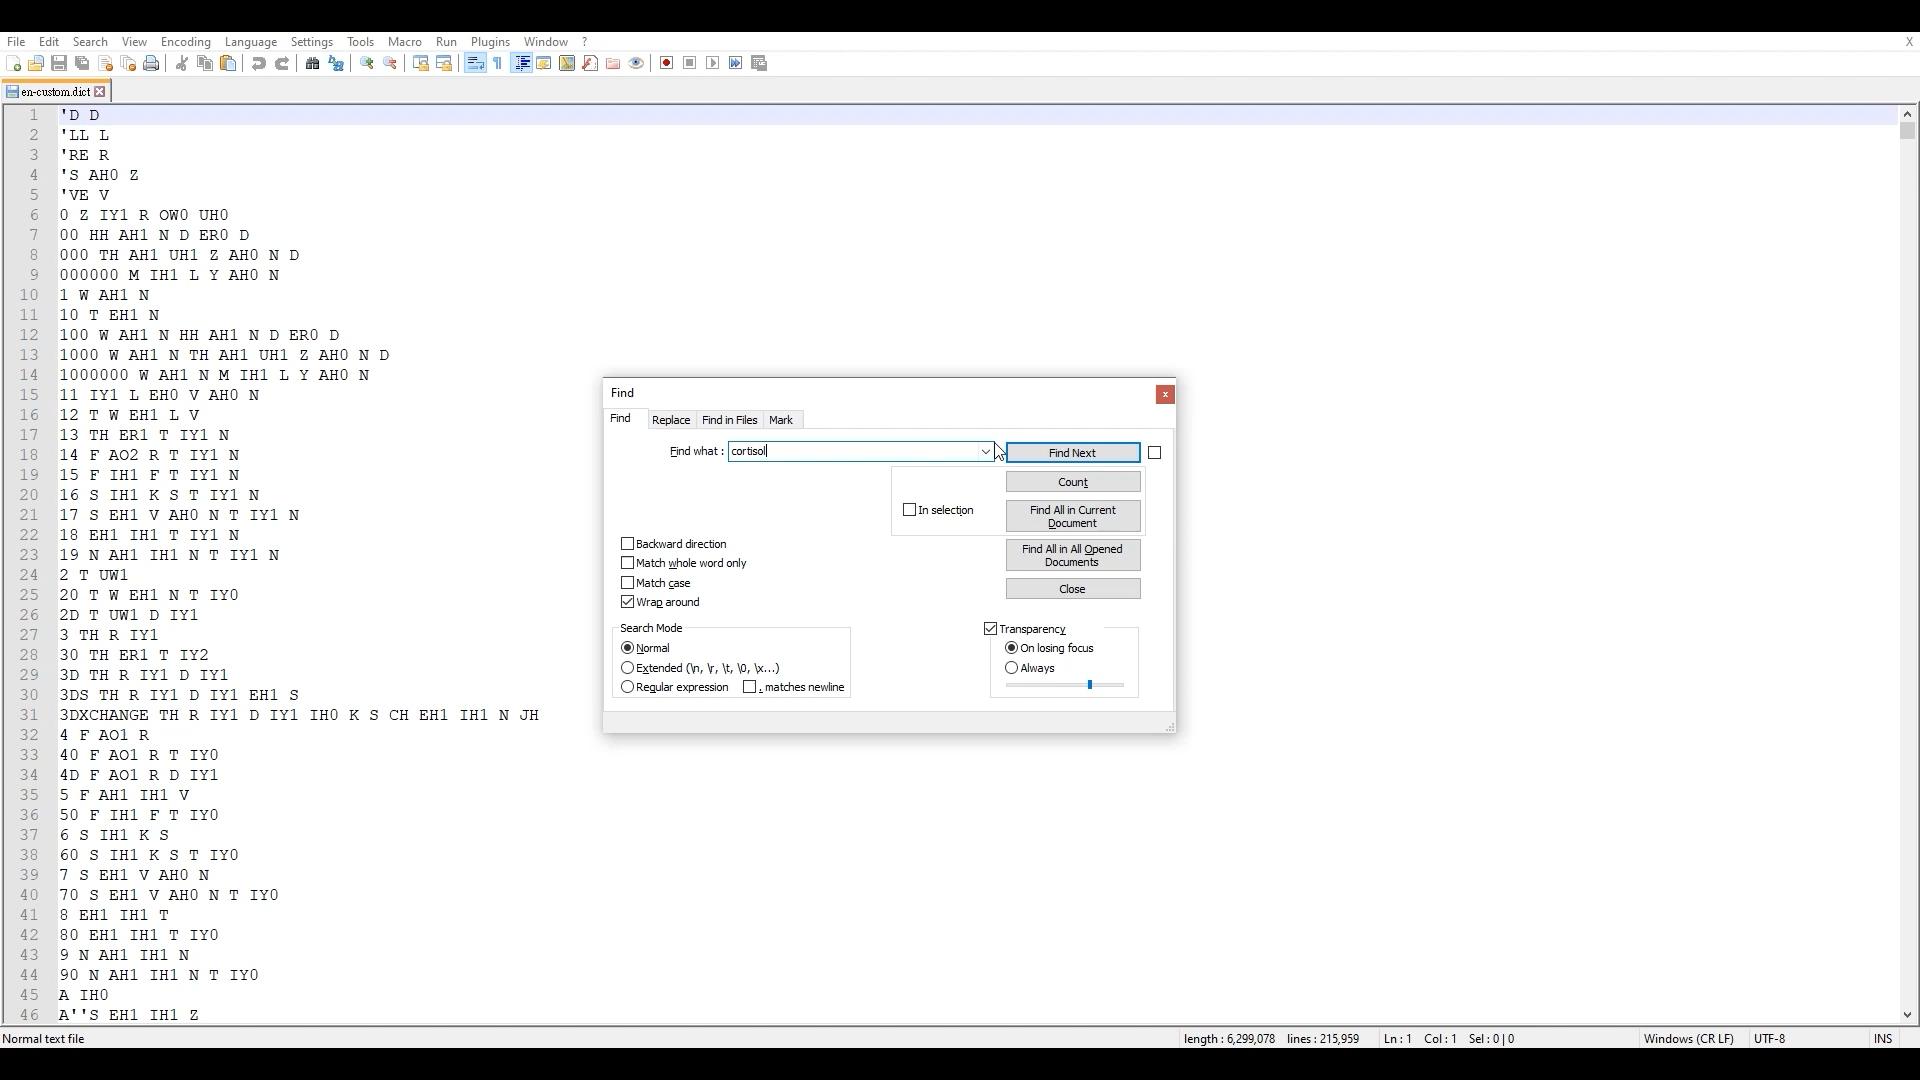 File Edit Search View Encoding Language Settings Tools Macro Run Plugins Window ? X
en-custom.dict
1 'D D
2 'LL L
3 'RE R
4 'S AH0 Z
5 'VE V
6 0 Z IY1 R OW0 UH0
7 00 HH AH1 N D ER0 D
8 000 TH AH1 UH1 Z AH0 N D
9 000000 M IH1 L Y AH0 N
10 1 W AH1 N
11 10 T EH1 N
12 100 W AH1 N HH AH1 N D ER0 D
13 1000 W AH1 N TH AH1 UH1 Z AH0 N D
14 1000000 W AH1 N M IH1 L Y AH0 N
15 11 IY1 L EH0 V AH0 N
16 12 T W EH1 L V
17 13 TH ER1 T IY1 N
18 14 F AO2 R T IY1 N
19 15 F IH1 F T IY1 N
20 16 S IH1 K S T IY1 N
21 17 S EH1 V AH0 N T IY1 N
22 18 EH1 IH1 T IY1 N
23 19 N AH1 IH1 N T IY1 N
24 2 T UW1
25 20 T W EH1 N T IY0
26 2D T UW1 D IY1
27 3 TH R IY1
28 30 TH ER1 T IY2
29 3D TH R IY1 D IY1
30 3DS TH R IY1 D IY1 EH1 S
31 3DXCHANGE TH R IY1 D IY1 IH0 K S CH EH1 IH1 N JH
32 4 F AO1 R
33 40 F AO1 R T IY0
34 4D F AO1 R D IY1
35 5 F AH1 IH1 V
36 50 F IH1 F T IY0
37 6 S IH1 K S
38 60 S IH1 K S T IY0
39 7 S EH1 V AH0 N
40 70 S EH1 V AH0 N T IY0
41 8 EH1 IH1 T
42 80 EH1 IH1 T IY0
43 9 N AH1 IH1 N
44 90 N AH1 IH1 N T IY0
45 A IH0
46 A''S EH1 IH1 Z
Find
Find Replace Find in Files Mark
Find what : cortisol
Find Next
Count
In selection
Find All in Current
Document
Find All in All Opened
Documents
Close
Backward direction
Match whole word only
Match case
Wrap around
Search Mode
Normal
Extended (\n, \r, \t, \0, \x...)
Regular expression . matches newline
Transparency
On losing focus
Always
Normal text file length : 6,299,078 lines : 215,959 Ln : 1 Col : 1 Sel : 0 | 0 Windows (CR LF) UTF-8 INS